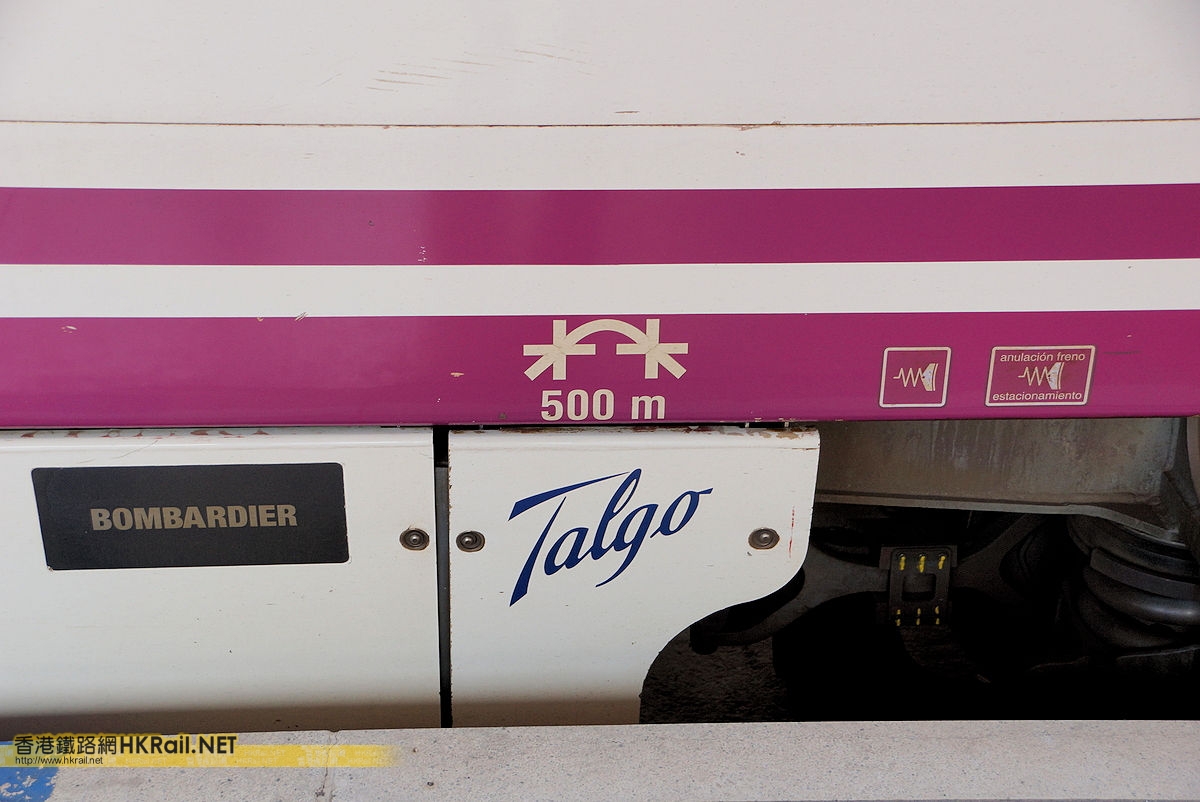 500 m
anulación freno
estacionamiento
BOMBARDIER
Talgo
香港鐵路網HKRail.NET
http://www.hkrail.net